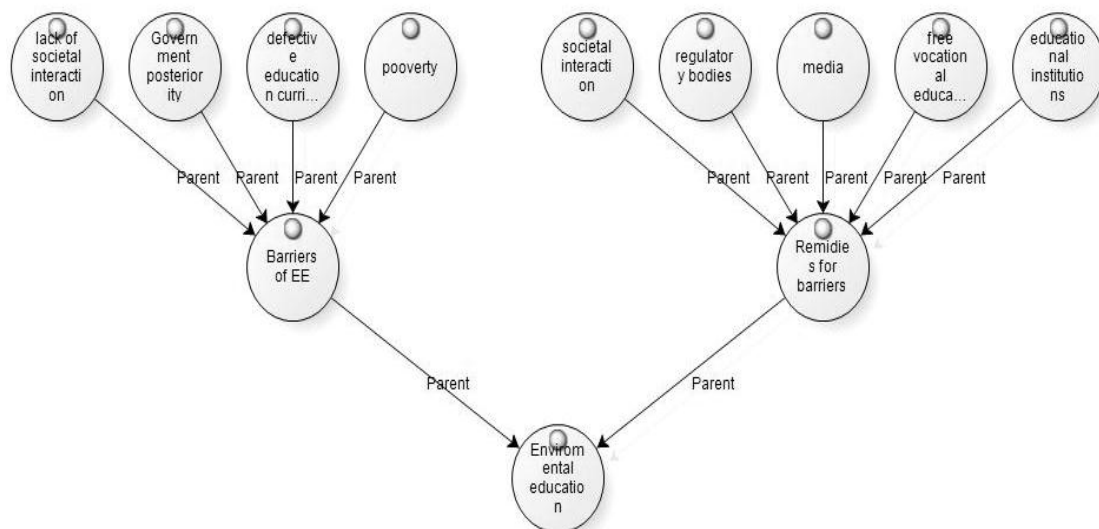 lack of
societal
interacti
on
Govern
ment
posterior
ity
defectiv
e
educatio
n curri...
pooverty
societal
interacti
on
regulator
y bodies
media
free
vocation
al
educa...
educatio
nal
institutio
ns
Parent
Parent
Parent
Parent
Parent
Parent
Parent
Parent
Parent
Barriers
of EE
Remidie
s for
barriers
Parent
Parent
Envirom
ental
educatio
n